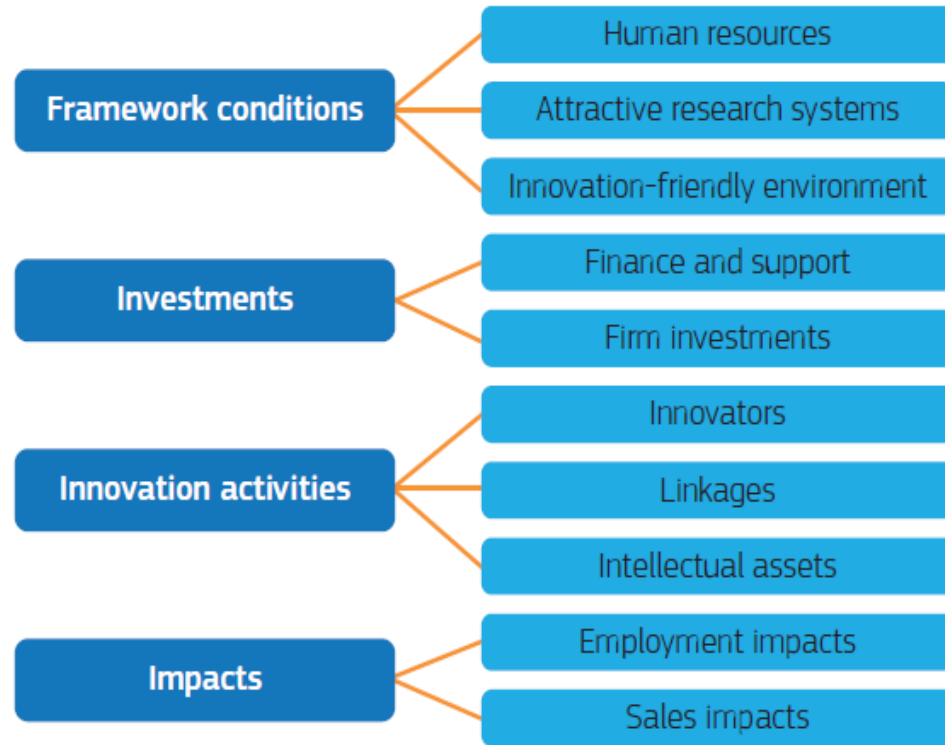 Framework conditions
Human resources
Attractive research systems
Innovation-friendly environment
Investments
Finance and support
Firm investments
Innovation activities
Innovators
Linkages
Intellectual assets
Impacts
Employment impacts
Sales impacts